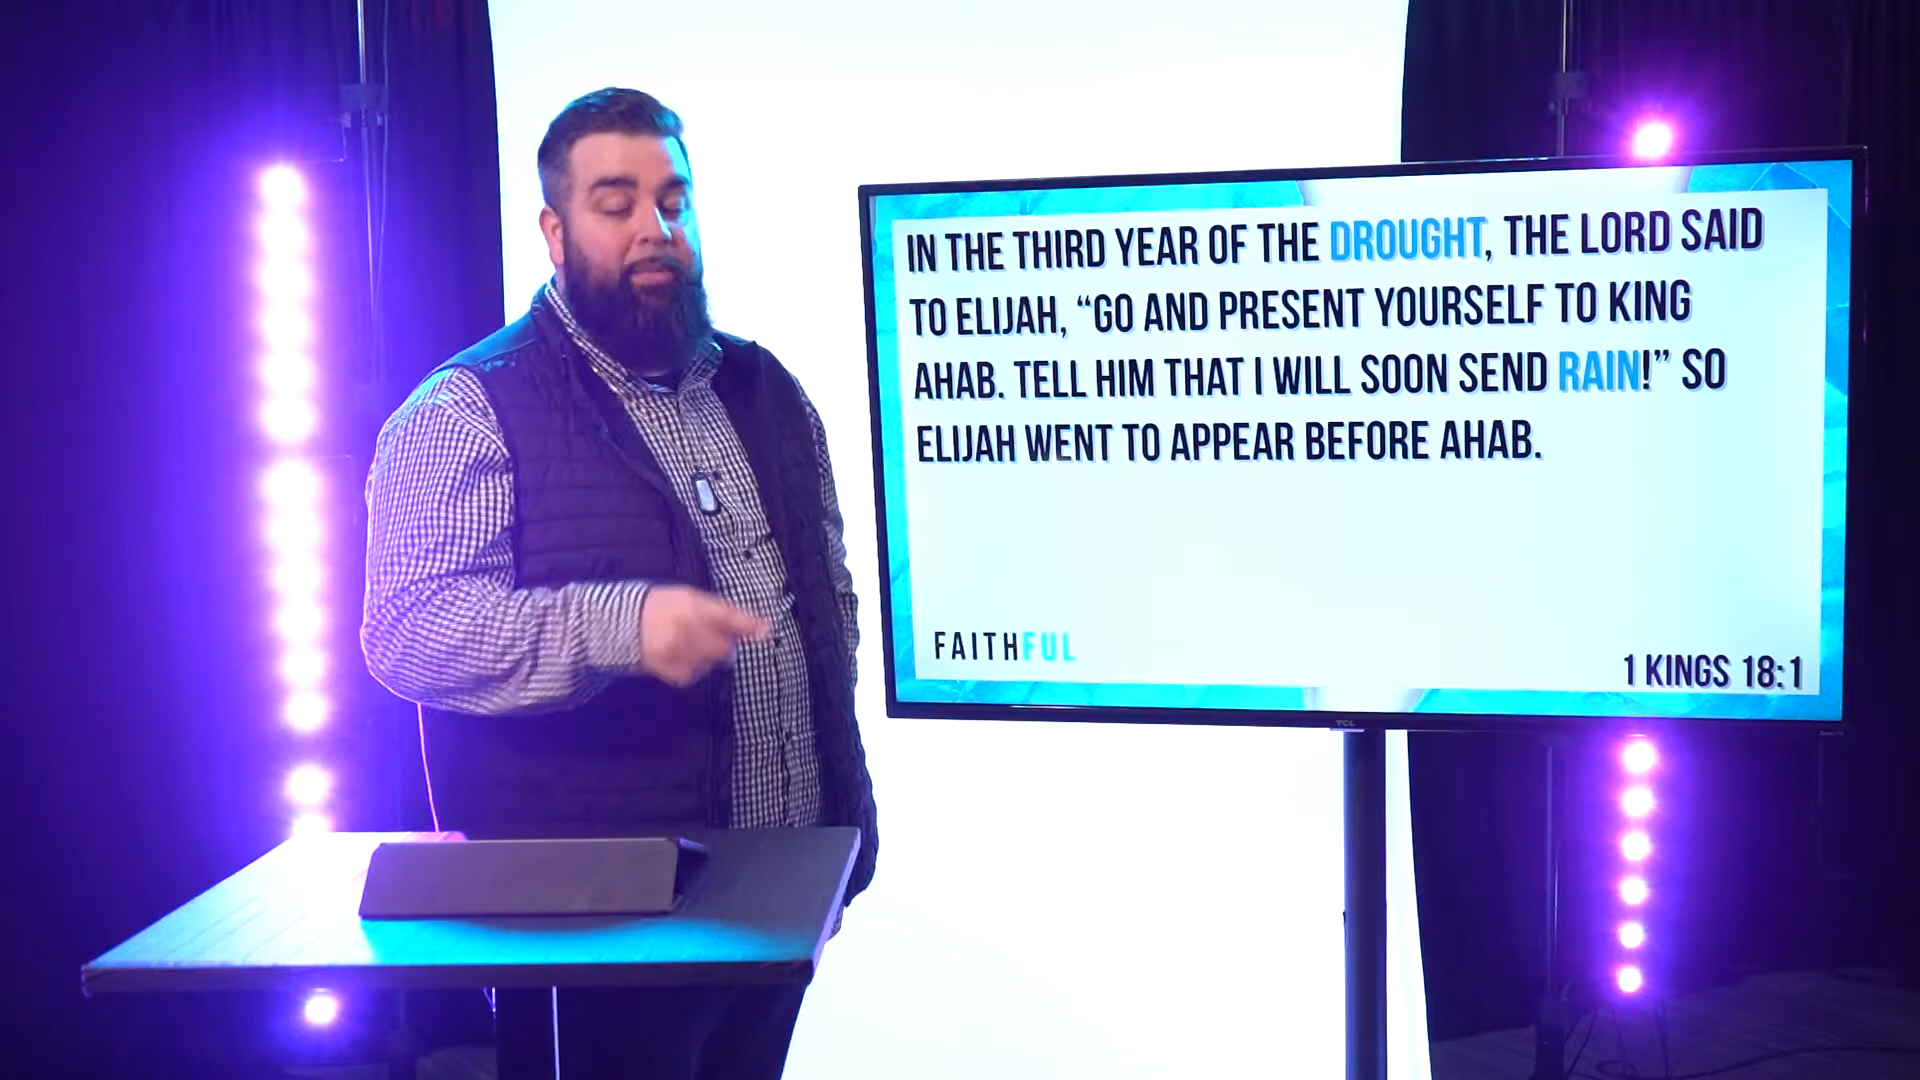 IN THE THIRD YEAR OF THE DROUGHT, THE LORD SAID
TO ELIJAH, “GO AND PRESENT YOURSELF TO KING
AHAB. TELL HIM THAT I WILL SOON SEND RAIN!” SO
ELIJAH WENT TO APPEAR BEFORE AHAB.
FAITHFUL
1 KINGS 18:1
TCL